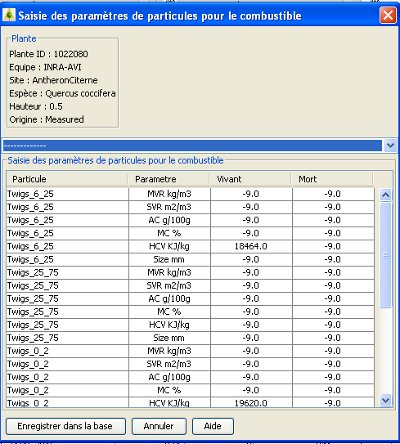 Saisie des paramètres de particules pour le combustible
Plante
Plante ID : 1022080
Equipe : INRA-AVI
Site : AntheronCiterne
Espèce : Quercus coccifera
Hauteur : 0.5
Origine : Measured
-------------
Saisie des paramètres de particules pour le combustible
Particule Parametre Vivant Mort
Twigs_6_25 MVR kg/m3 -9.0 -9.0
Twigs_6_25 SVR m2/m3 -9.0 -9.0
Twigs_6_25 AC g/100g -9.0 -9.0
Twigs_6_25 MC % -9.0 -9.0
Twigs_6_25 HCV KJ/kg 18464.0 -9.0
Twigs_6_25 Size mm -9.0 -9.0
Twigs_25_75 MVR kg/m3 -9.0 -9.0
Twigs_25_75 SVR m2/m3 -9.0 -9.0
Twigs_25_75 AC g/100g -9.0 -9.0
Twigs_25_75 MC % -9.0 -9.0
Twigs_25_75 HCV KJ/kg -9.0 -9.0
Twigs_25_75 Size mm -9.0 -9.0
Twigs_0_2 MVR kg/m3 -9.0 -9.0
Twigs_0_2 SVR m2/m3 -9.0 -9.0
Twigs_0_2 AC g/100g -9.0 -9.0
Twigs_0_2 MC % -9.0 -9.0
Twigs_0_2 HCV KJ/kg 19620.0 -9.0
Enregistrer dans la base Annuler Aide